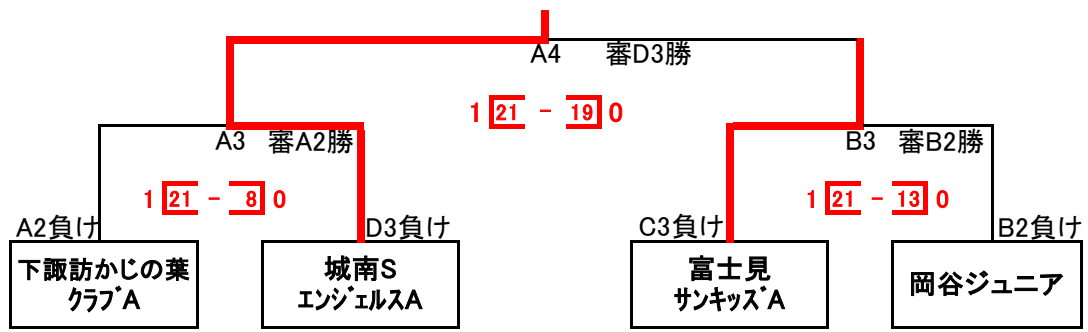 A4 審D3勝
1 21 - 19 0
A3 審A2勝
B3 審B2勝
1 21 - 8 0
1 21 - 13 0
A2負け
D3負け
C3負け
B2負け
下諏訪かじの葉
クラブA
城南S
エンジェルスA
富士見
サンキッズA
岡谷ジュニア